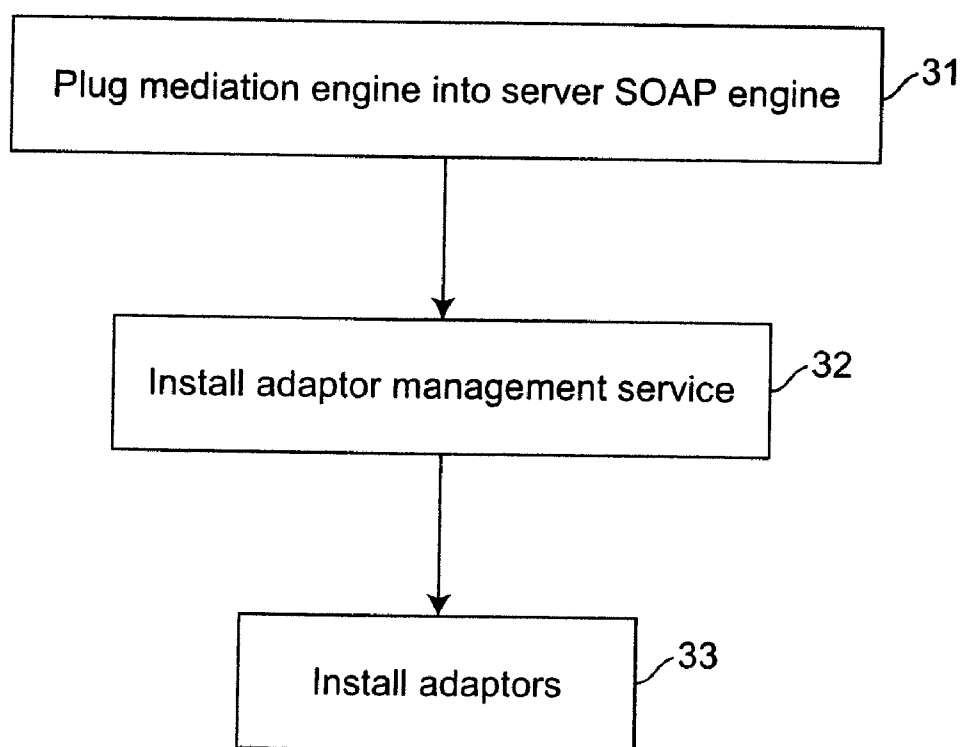 Plug mediation engine into server SOAP engine
31
Install adaptor management service
32
Install adaptors
33